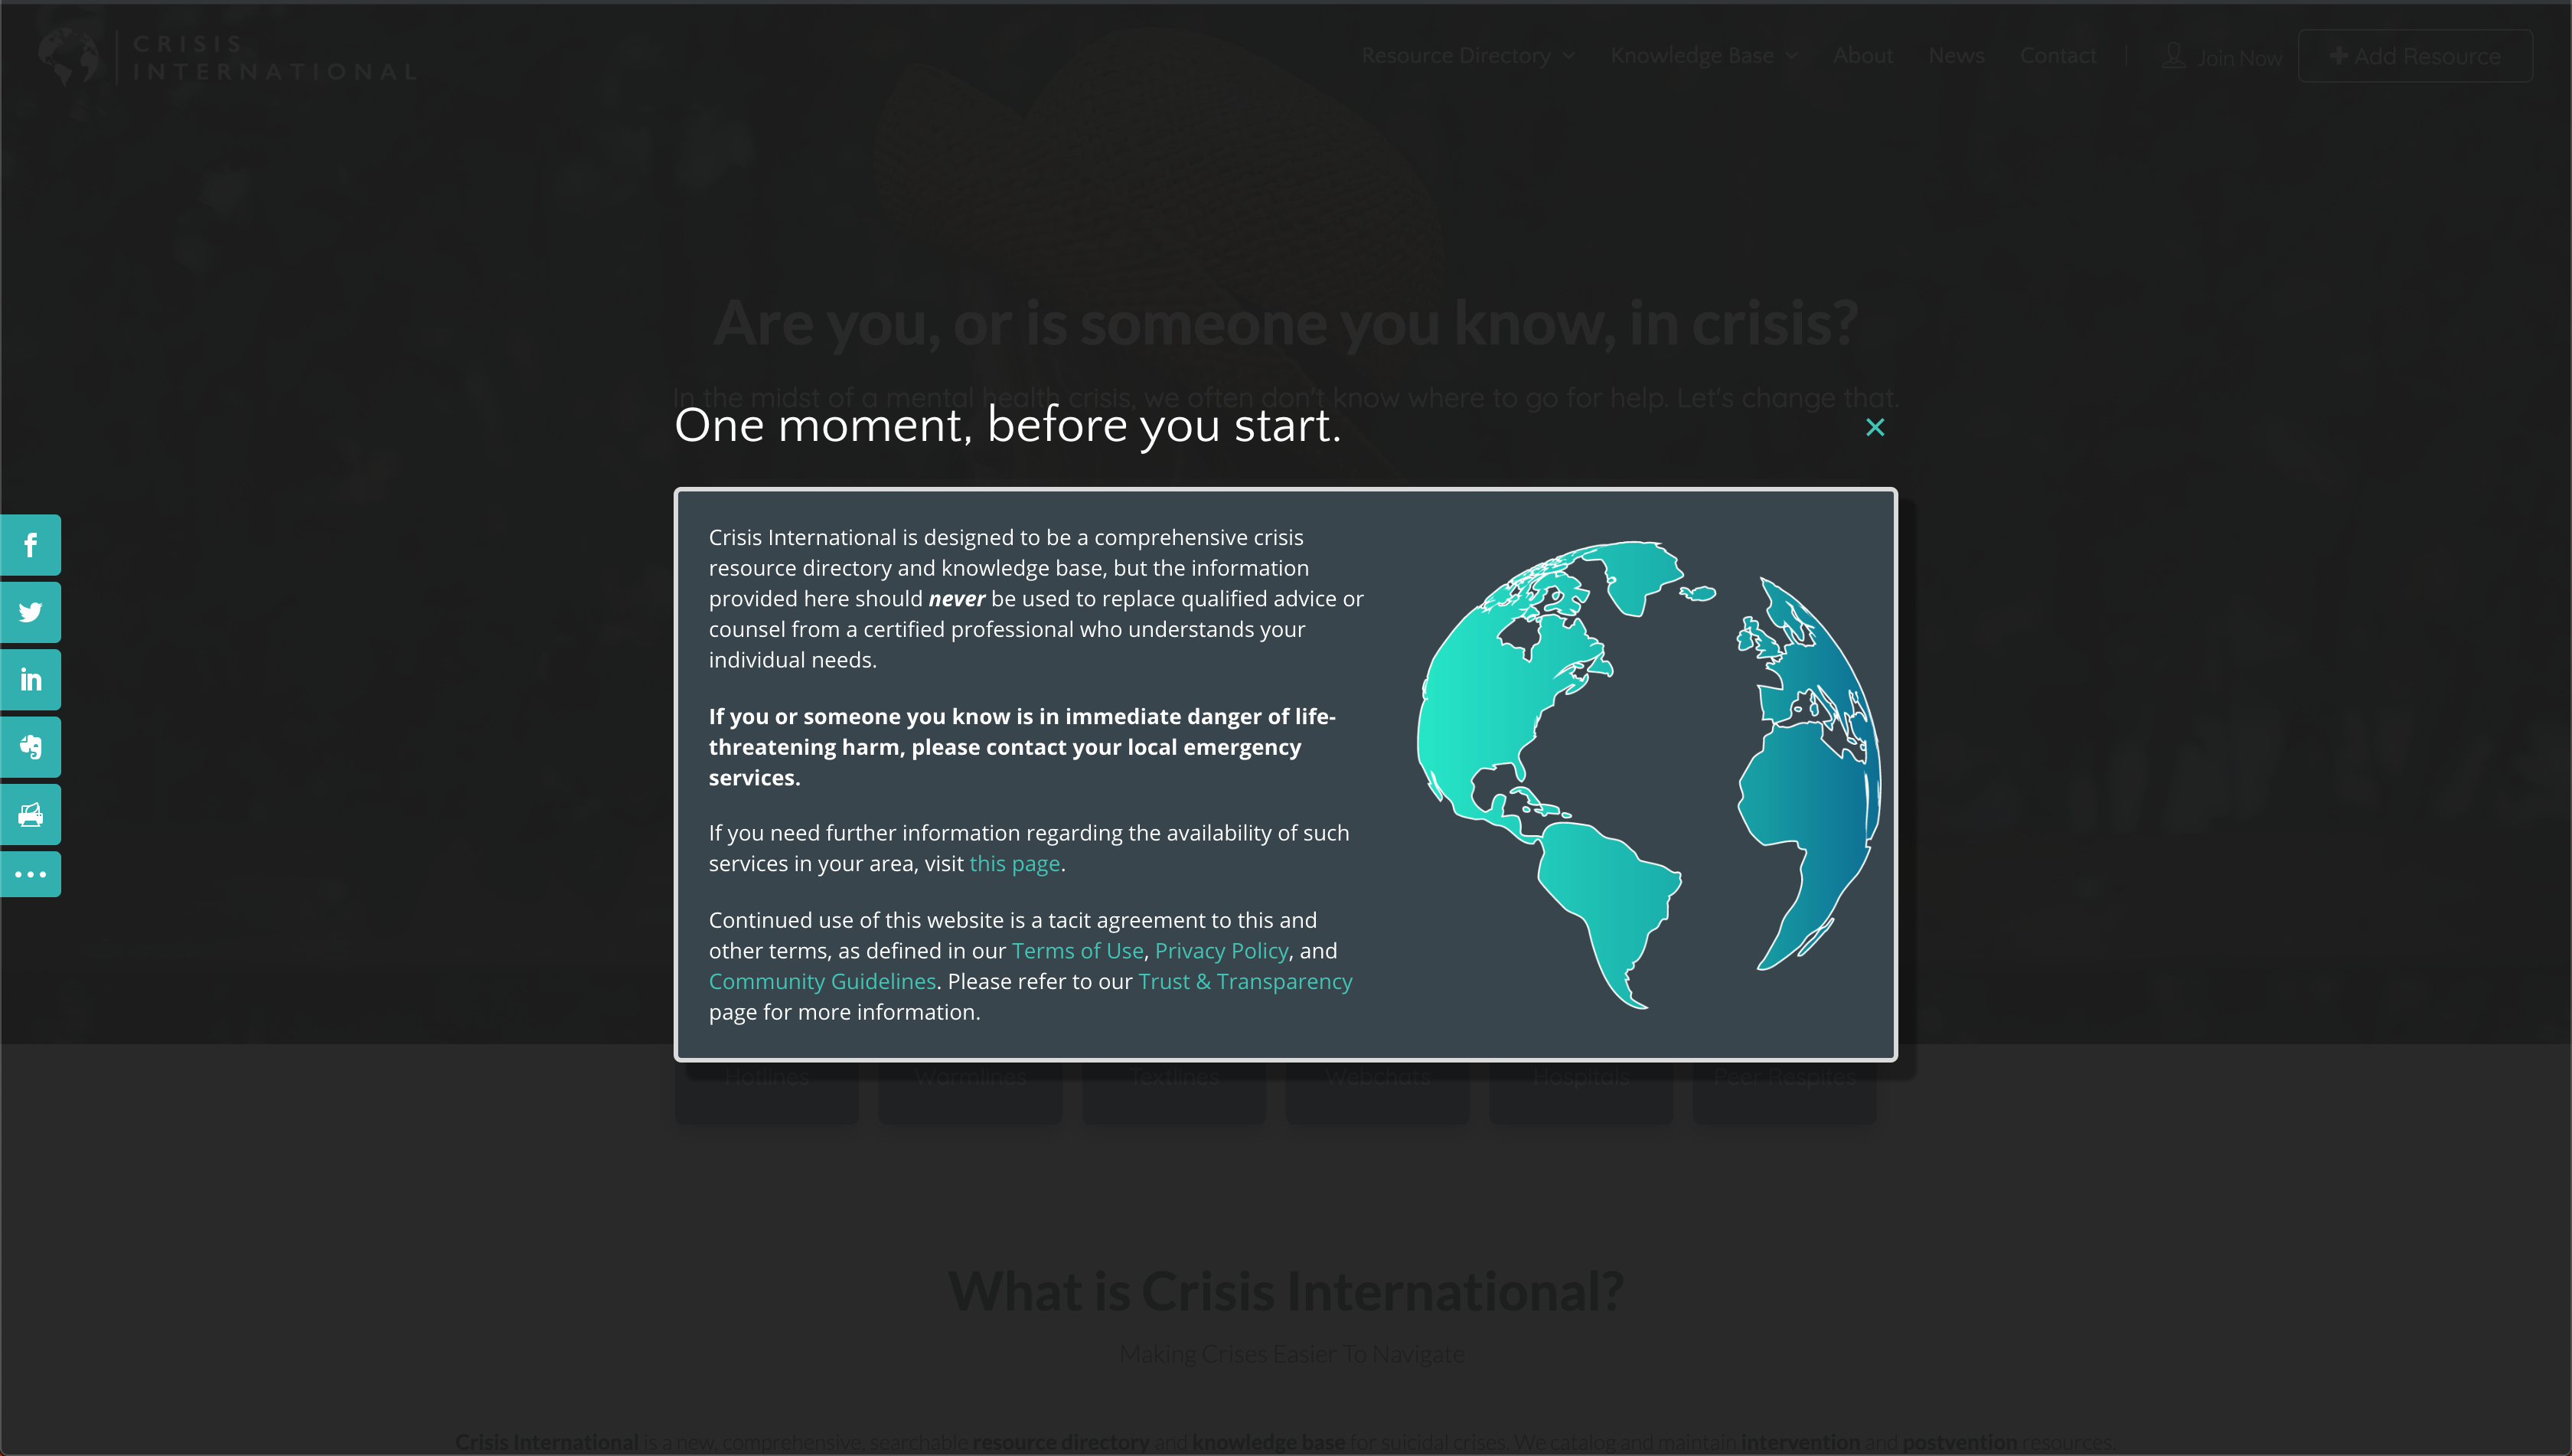 CRISIS
INTERNATIONAL
Resource Directory Knowledge Base About News Contact | Join Now + Add Resource
Are you, or is someone you know, in crisis?
In the midst of a mental health crisis, we often don't know where to go for help. Let's change that.
One moment, before you start.
Crisis International is designed to be a comprehensive crisis
resource directory and knowledge base, but the information
provided here should never be used to replace qualified advice or
counsel from a certified professional who understands your
individual needs.
If you or someone you know is in immediate danger of life-
threatening harm, please contact your local emergency
services.
If you need further information regarding the availability of such
services in your area, visit this page.
Continued use of this website is a tacit agreement to this and
other terms, as defined in our Terms of Use, Privacy Policy, and
Community Guidelines. Please refer to our Trust & Transparency
page for more information.
Hotlines Warmlines Textlines Webchats Hospitals Peer Respites
What is Crisis International?
Making Crises Easier To Navigate
Crisis International is a new, comprehensive, searchable resource directory and knowledge base for suicidal crises. We catalog and maintain intervention and postvention resources,